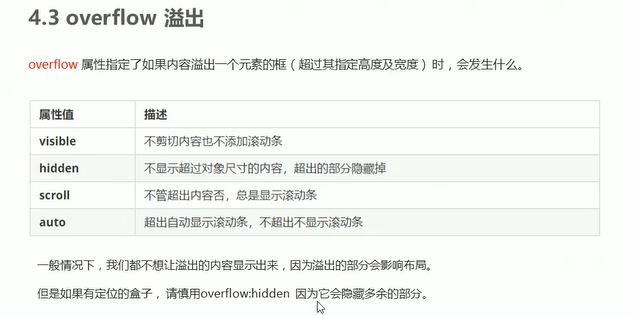 4.3 overflow 溢出
overflow 属性指定了如果内容溢出一个元素的框（超过其指定高度及宽度）时，会发生什么。
属性值 描述
visible 不剪切内容也不添加滚动条
hidden 不显示超过对象尺寸的内容，超出的部分隐藏掉
scroll 不管超出内容否，总是显示滚动条
auto 超出自动显示滚动条，不超出不显示滚动条
一般情况下，我们都不想让溢出的内容显示出来，因为溢出的部分会影响布局。
但是如果有定位的盒子，请慎用overflow:hidden 因为它会隐藏多余的部分。